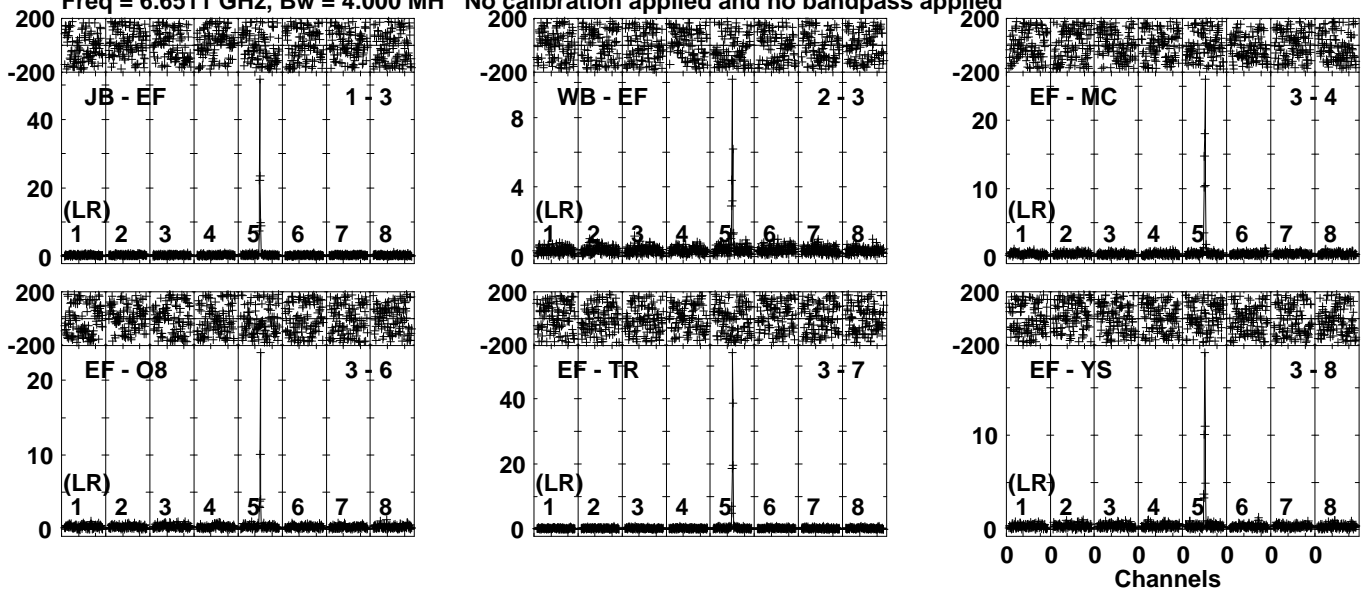 Freq = 6.6511 GHz, Bw = 4.000 MH No calibration applied and no bandpass applied
200
-200
JB - EF 1 - 3
40
20
(LR)
1 2 3 4 5 6 7 8
0
200
-200
WB - EF 2 - 3
8
4
(LR)
1 2 3 4 5 6 7 8
0
200
-200
EF - MC 3 - 4
20
10
(LR)
1 2 3 4 5 6 7 8
0
200
-200
EF - O8 3 - 6
20
10
(LR)
1 2 3 4 5 6 7 8
0
200
-200
EF - TR 3 - 7
40
20
(LR)
1 2 3 4 5 6 7 8
0
200
-200
EF - YS 3 - 8
10
(LR)
1 2 3 4 5 6 7 8
0
0 0 0 0 0 0 0 0
Channels